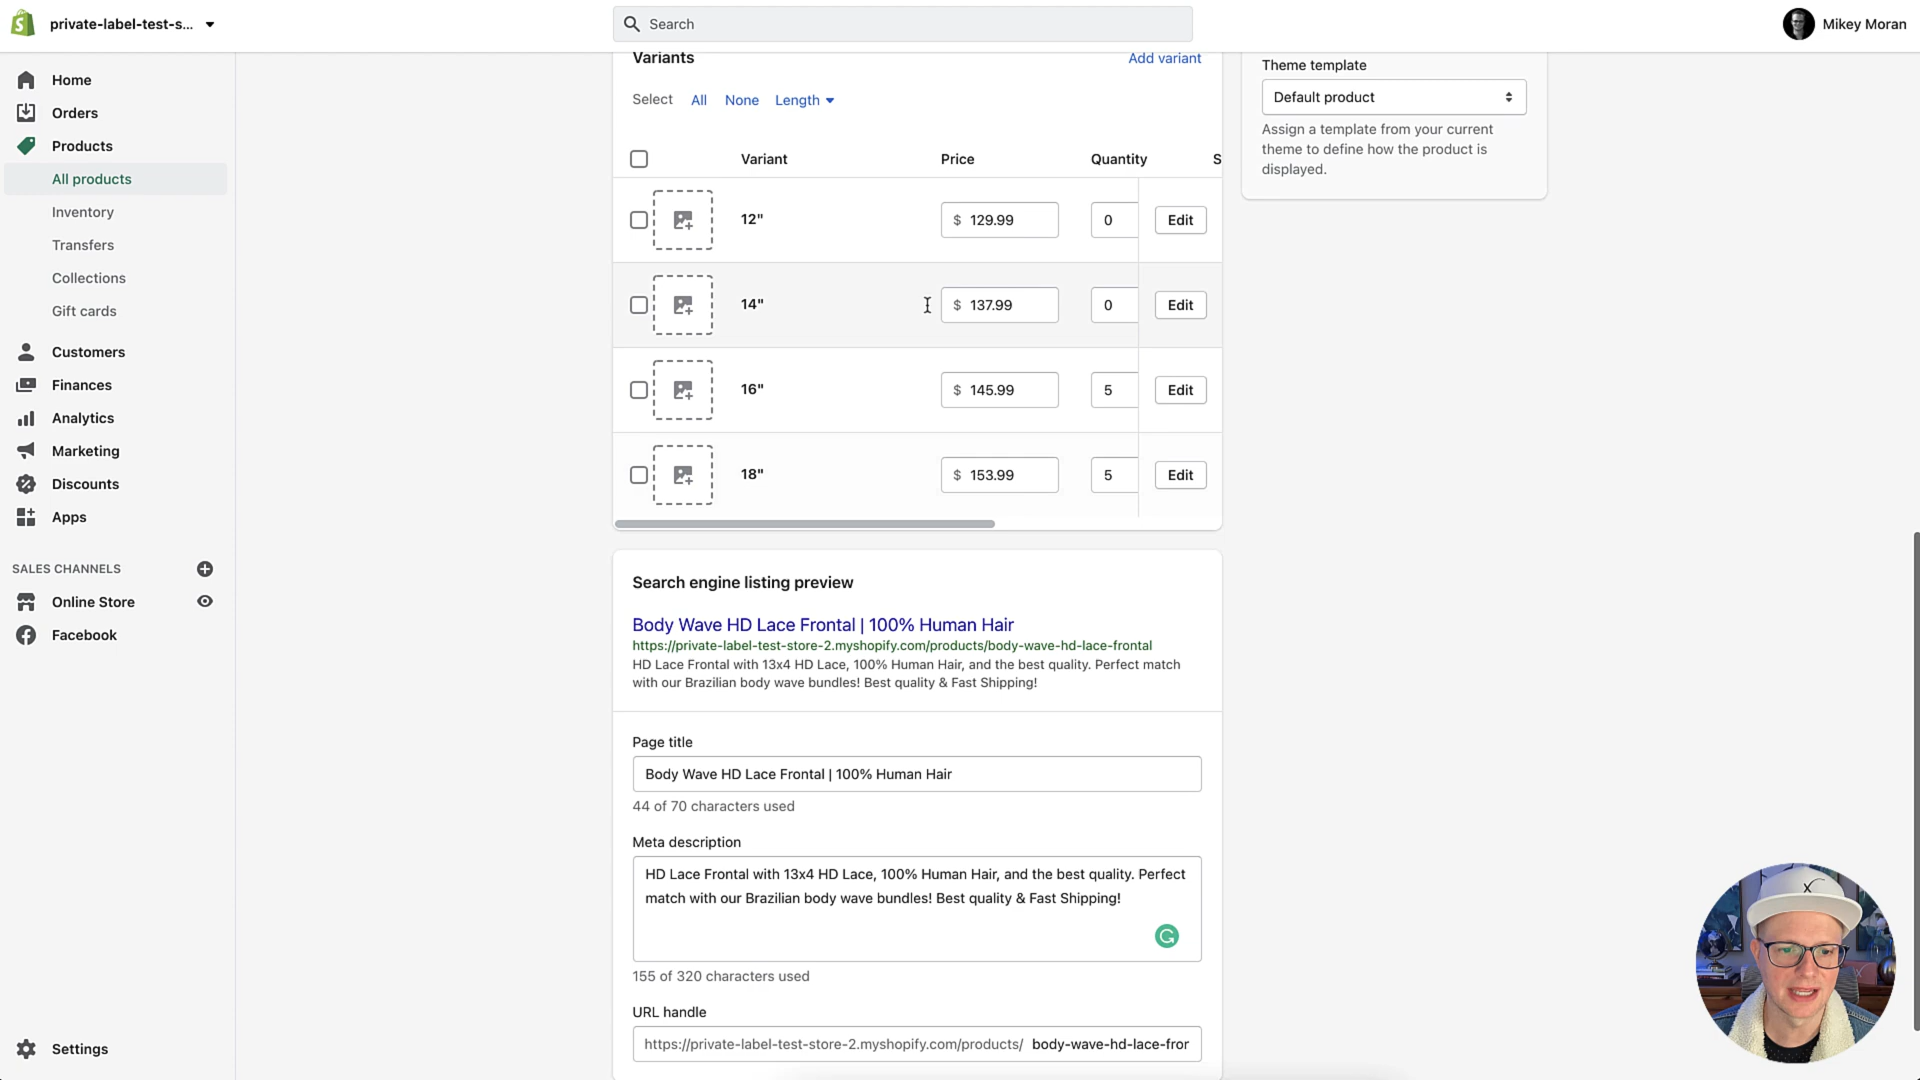 private-label-test-s...
Search
Mikey Moran
Home
Orders
Products
All products
Inventory
Transfers
Collections
Gift cards
Customers
Finances
Analytics
Marketing
Discounts
Apps
SALES CHANNELS
Online Store
Facebook
Settings
Variants
Add variant
Select All None Length
Variant Price Quantity S
12" $ 129.99 0 Edit
14" $ 137.99 0 Edit
16" $ 145.99 5 Edit
18" $ 153.99 5 Edit
Search engine listing preview
Body Wave HD Lace Frontal | 100% Human Hair
https://private-label-test-store-2.myshopify.com/products/body-wave-hd-lace-frontal
HD Lace Frontal with 13x4 HD Lace, 100% Human Hair, and the best quality. Perfect match
with our Brazilian body wave bundles! Best quality & Fast Shipping!
Page title
Body Wave HD Lace Frontal | 100% Human Hair
44 of 70 characters used
Meta description
HD Lace Frontal with 13x4 HD Lace, 100% Human Hair, and the best quality. Perfect
match with our Brazilian body wave bundles! Best quality & Fast Shipping!
155 of 320 characters used
URL handle
https://private-label-test-store-2.myshopify.com/products/ body-wave-hd-lace-fror
Theme template
Default product
Assign a template from your current
theme to define how the product is
displayed.